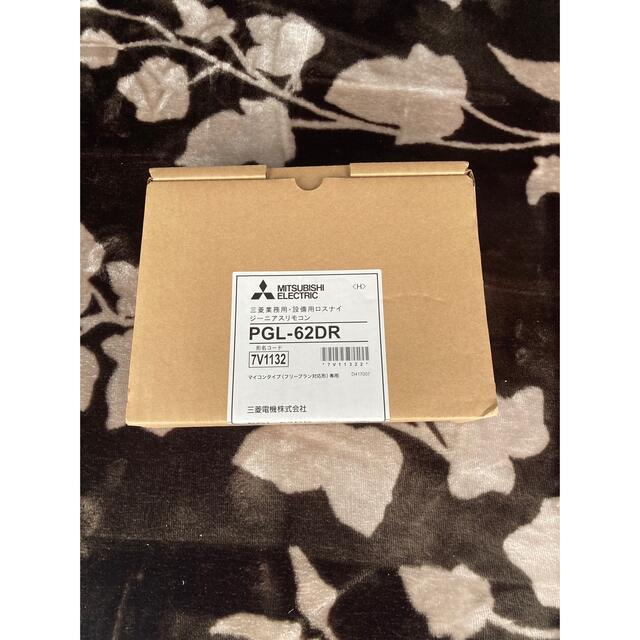 MITSUBISHI
ELECTRIC
〈H〉
三菱業務用・設備用ロスナイ
ジーニアスリモコン
PGL-62DR
形名コード
7V1132
*7V11322*
マイコンタイプ(フリープラン対応形)専用
D417007
三菱電機株式会社